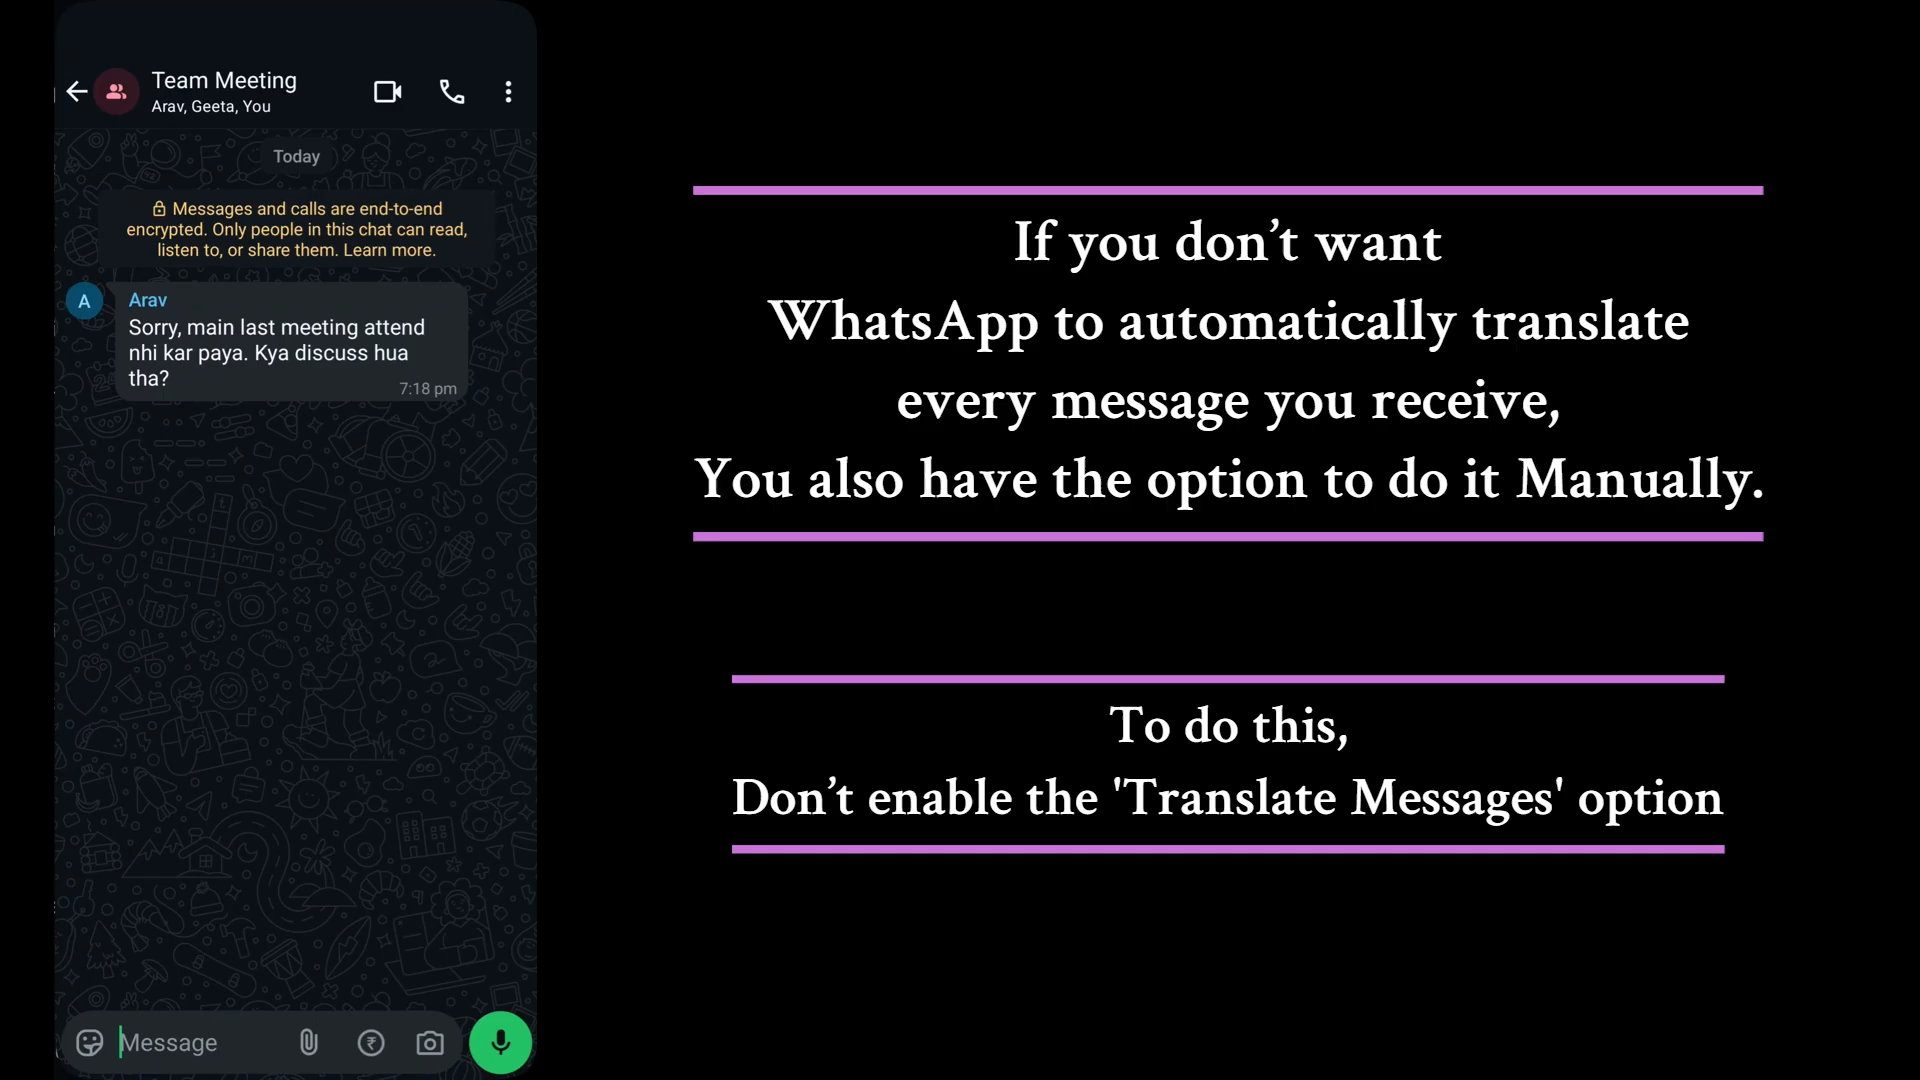 Team Meeting
Arav, Geeta, You
Today
Messages and calls are end-to-end
encrypted. Only people in this chat can read,
listen to, or share them. Learn more.
A
Arav
Sorry, main last meeting attend
nhi kar paya. Kya discuss hua
tha?
7:18 pm
Message
If you don’t want
WhatsApp to automatically translate
every message you receive,
You also have the option to do it Manually.
To do this,
Don’t enable the 'Translate Messages' option